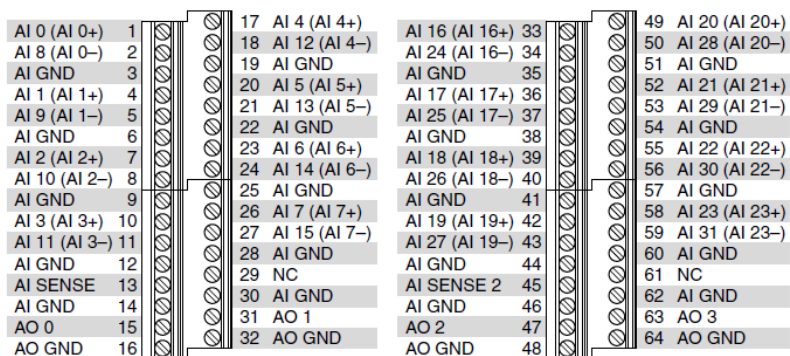 AI 0 (AI 0+) 1
AI 8 (AI 0–) 2
AI GND 3
AI 1 (AI 1+) 4
AI 9 (AI 1–) 5
AI GND 6
AI 2 (AI 2+) 7
AI 10 (AI 2–) 8
AI GND 9
AI 3 (AI 3+) 10
AI 11 (AI 3–) 11
AI GND 12
AI SENSE 13
AI GND 14
AO 0 15
AO GND 16
17 AI 4 (AI 4+)
18 AI 12 (AI 4–)
19 AI GND
20 AI 5 (AI 5+)
21 AI 13 (AI 5–)
22 AI GND
23 AI 6 (AI 6+)
24 AI 14 (AI 6–)
25 AI GND
26 AI 7 (AI 7+)
27 AI 15 (AI 7–)
28 AI GND
29 NC
30 AI GND
31 AO 1
32 AO GND
AI 16 (AI 16+) 33
AI 24 (AI 16–) 34
AI GND 35
AI 17 (AI 17+) 36
AI 25 (AI 17–) 37
AI GND 38
AI 18 (AI 18+) 39
AI 26 (AI 18–) 40
AI GND 41
AI 19 (AI 19+) 42
AI 27 (AI 19–) 43
AI GND 44
AI SENSE 2 45
AI GND 46
AO 2 47
AO GND 48
49 AI 20 (AI 20+)
50 AI 28 (AI 20–)
51 AI GND
52 AI 21 (AI 21+)
53 AI 29 (AI 21–)
54 AI GND
55 AI 22 (AI 22+)
56 AI 30 (AI 22–)
57 AI GND
58 AI 23 (AI 23+)
59 AI 31 (AI 23–)
60 AI GND
61 NC
62 AI GND
63 AO 3
64 AO GND